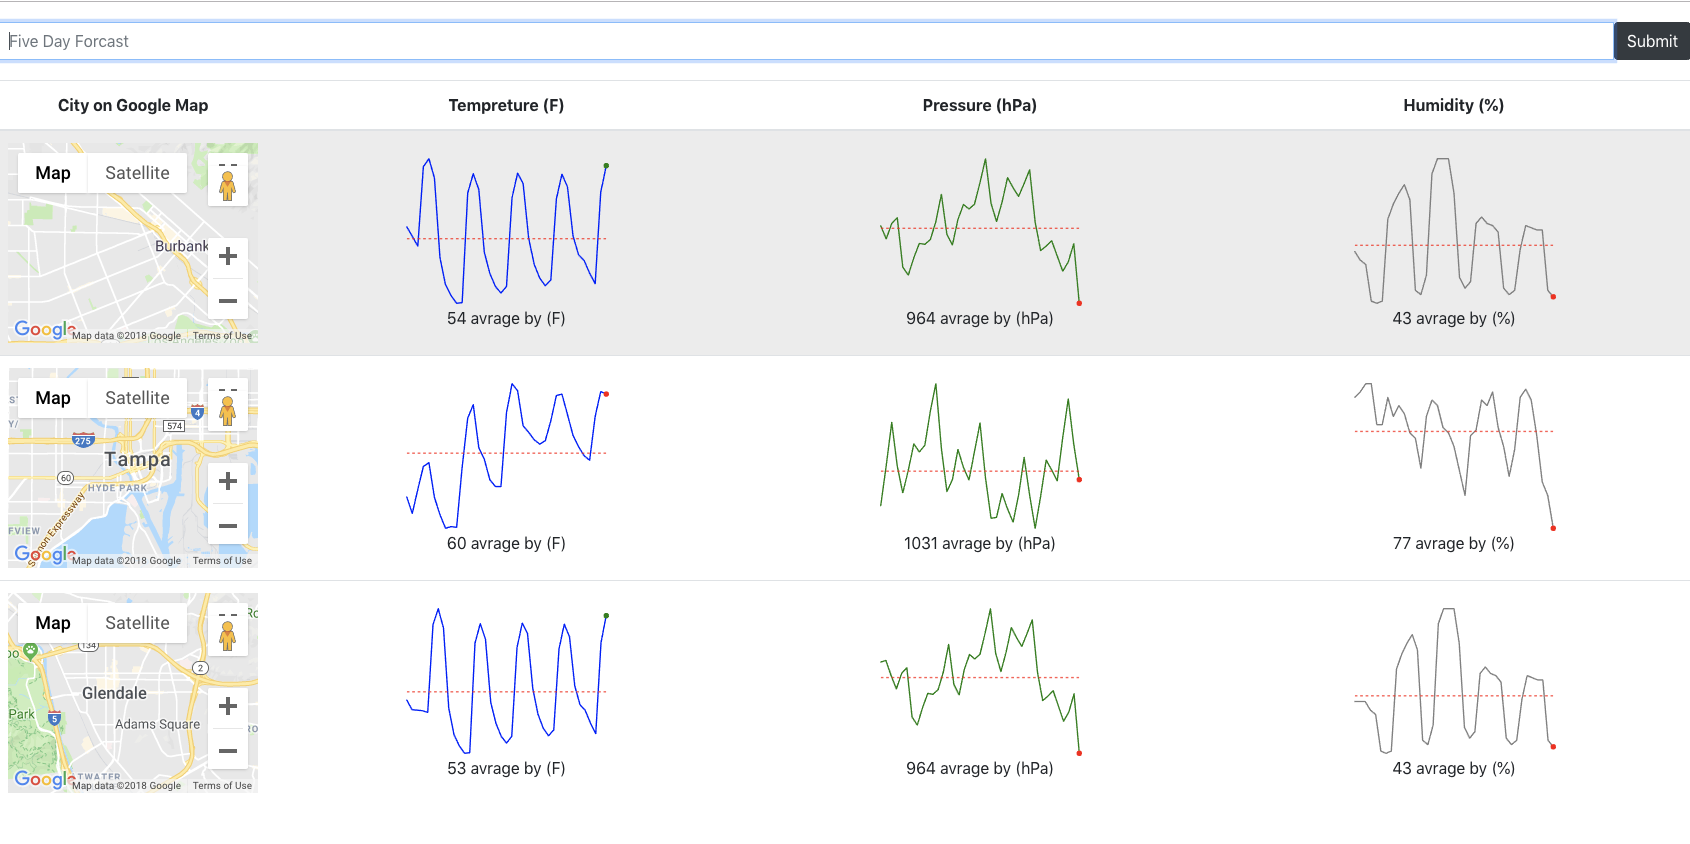 Five Day Forcast
Submit
City on Google Map
Tempreture (F)
Pressure (hPa)
Humidity (%)
Map
Satellite
Burbank
Google
Map data ©2018 Google
Terms of Use
54 avrage by (F)
964 avrage by (hPa)
43 avrage by (%)
Map
Satellite
4
574
275
Tampa
60
HYDE PARK
Google
Map data ©2018 Google
Terms of Use
60 avrage by (F)
1031 avrage by (hPa)
77 avrage by (%)
Map
Satellite
134
2
Glendale
Park
5
Adams Square
Google
Map data ©2018 Google
Terms of Use
53 avrage by (F)
964 avrage by (hPa)
43 avrage by (%)